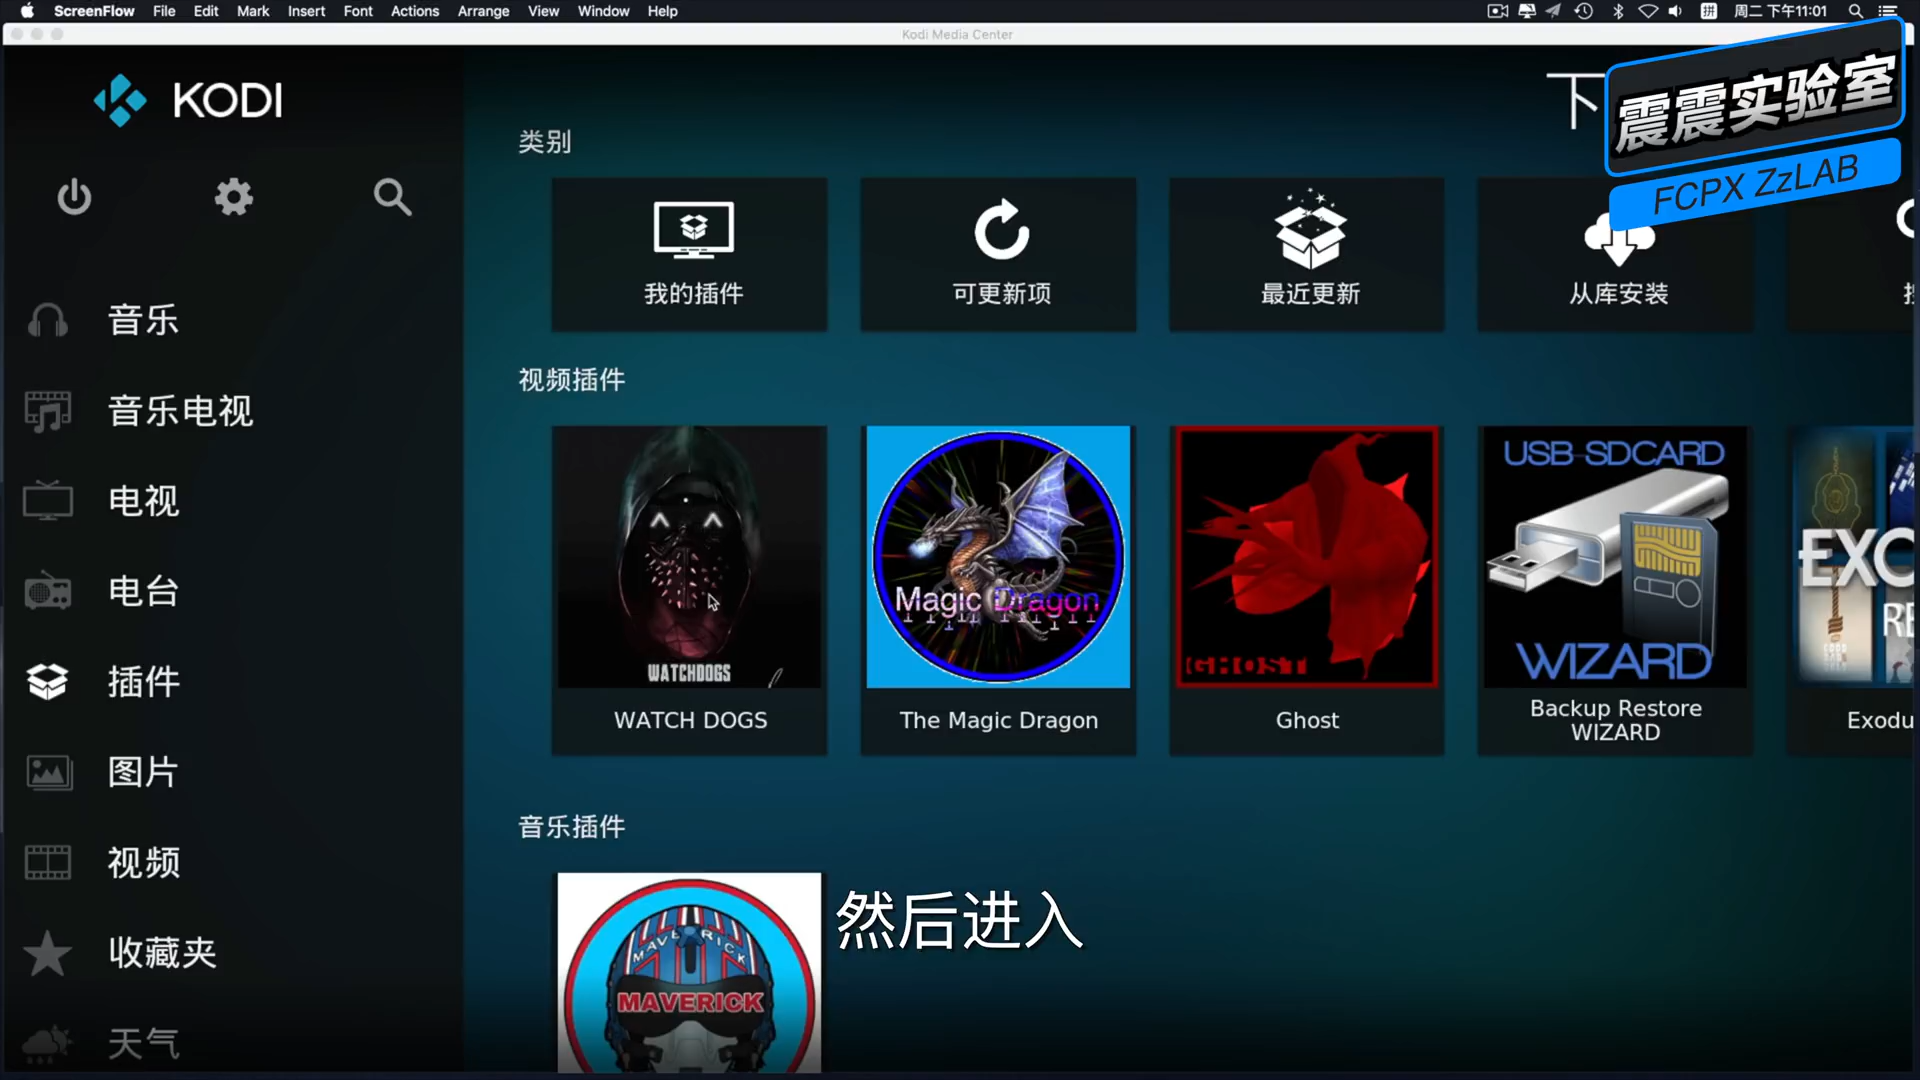 ScreenFlow File Edit Mark Insert Font Actions Arrange View Window Help 拼 周二 下午11:01
Kodi Media Center
KODI
下
震震实验室
FCPX ZzLAB
类别
我的插件
可更新项
最近更新
从库安装
音乐
音乐电视
电视
电台
插件
图片
视频
收藏夹
天气
视频插件
WATCHDOGS
Magic Dragon
GHOST
USB-SDCARD
WIZARD
WATCH DOGS
The Magic Dragon
Ghost
Backup Restore
WIZARD
Exodu
音乐插件
MAVERICK
MAVERICK
然后进入